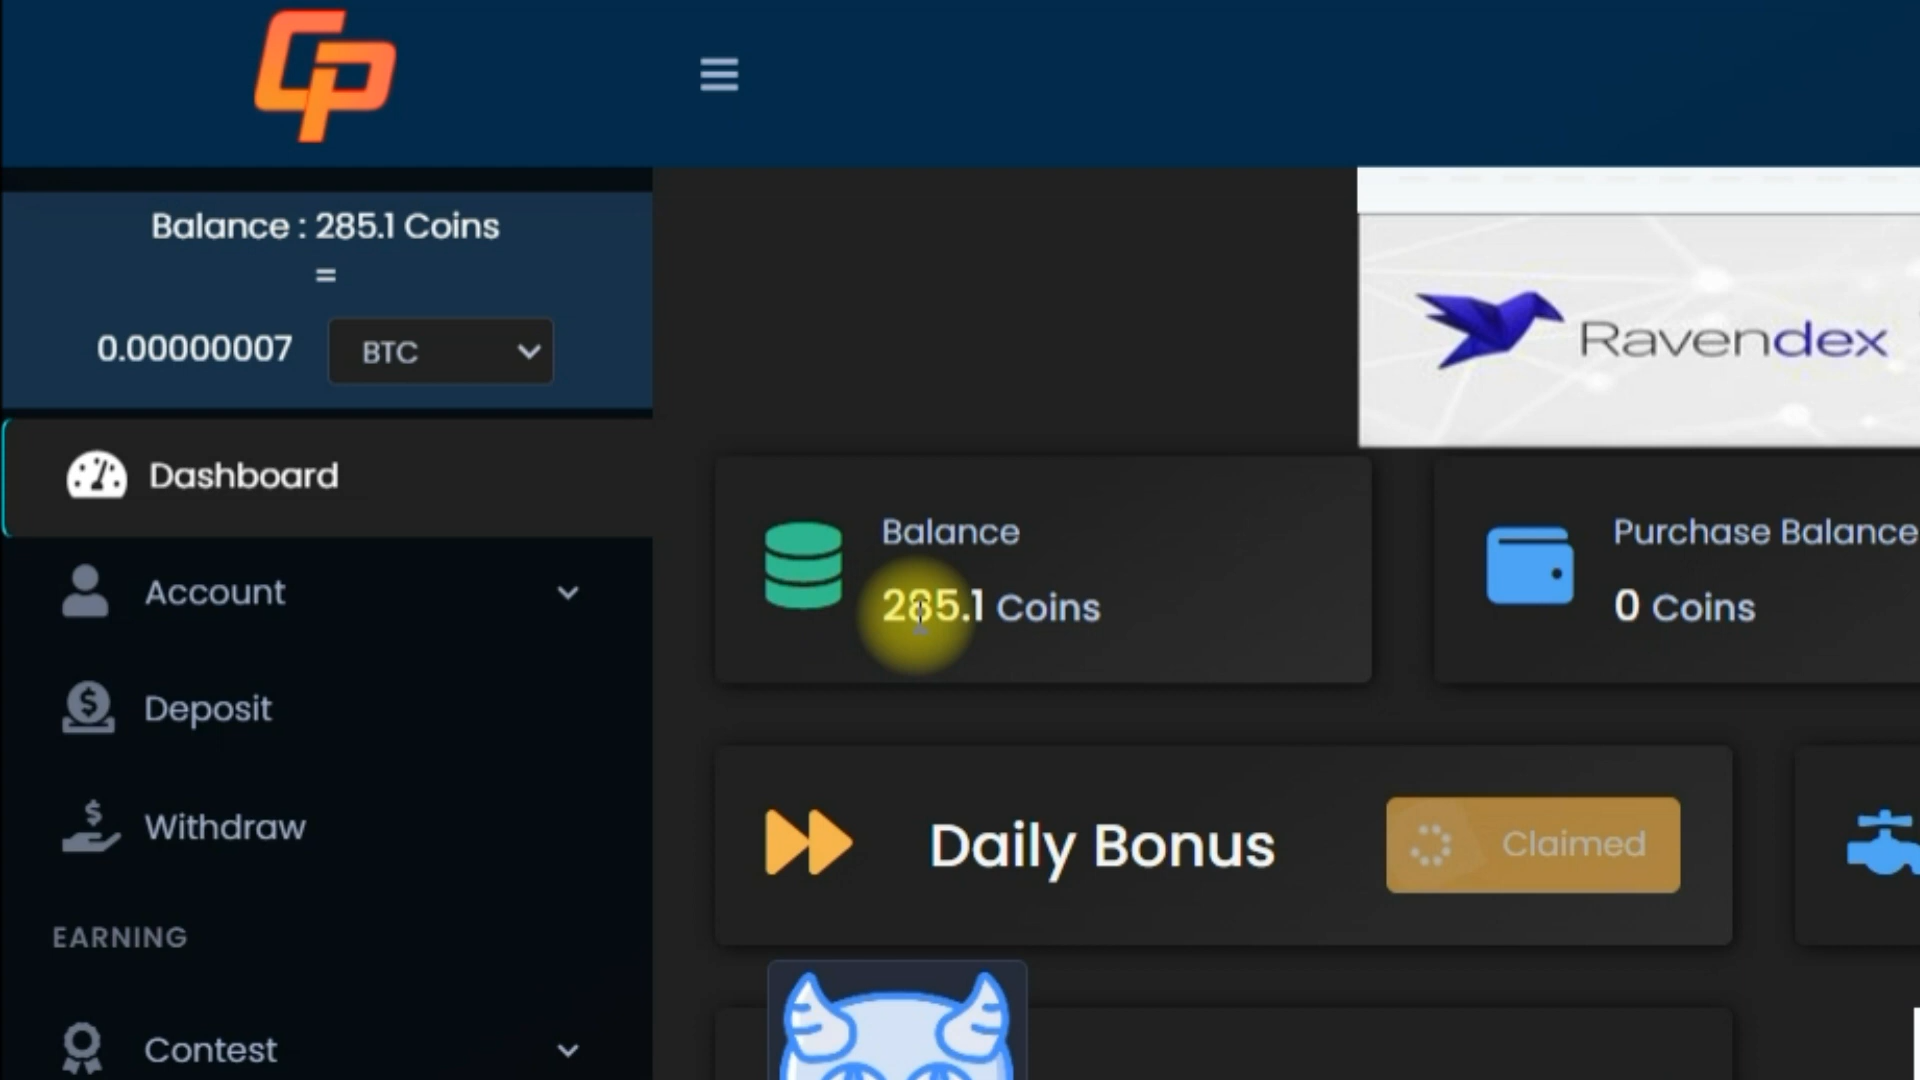 CP
Balance : 285.1 Coins
=
0.00000007 BTC
Ravendex
Dashboard
Balance
285.1 Coins
Purchase Balance
0 Coins
Account
Deposit
Withdraw
Daily Bonus
Claimed
EARNING
Contest